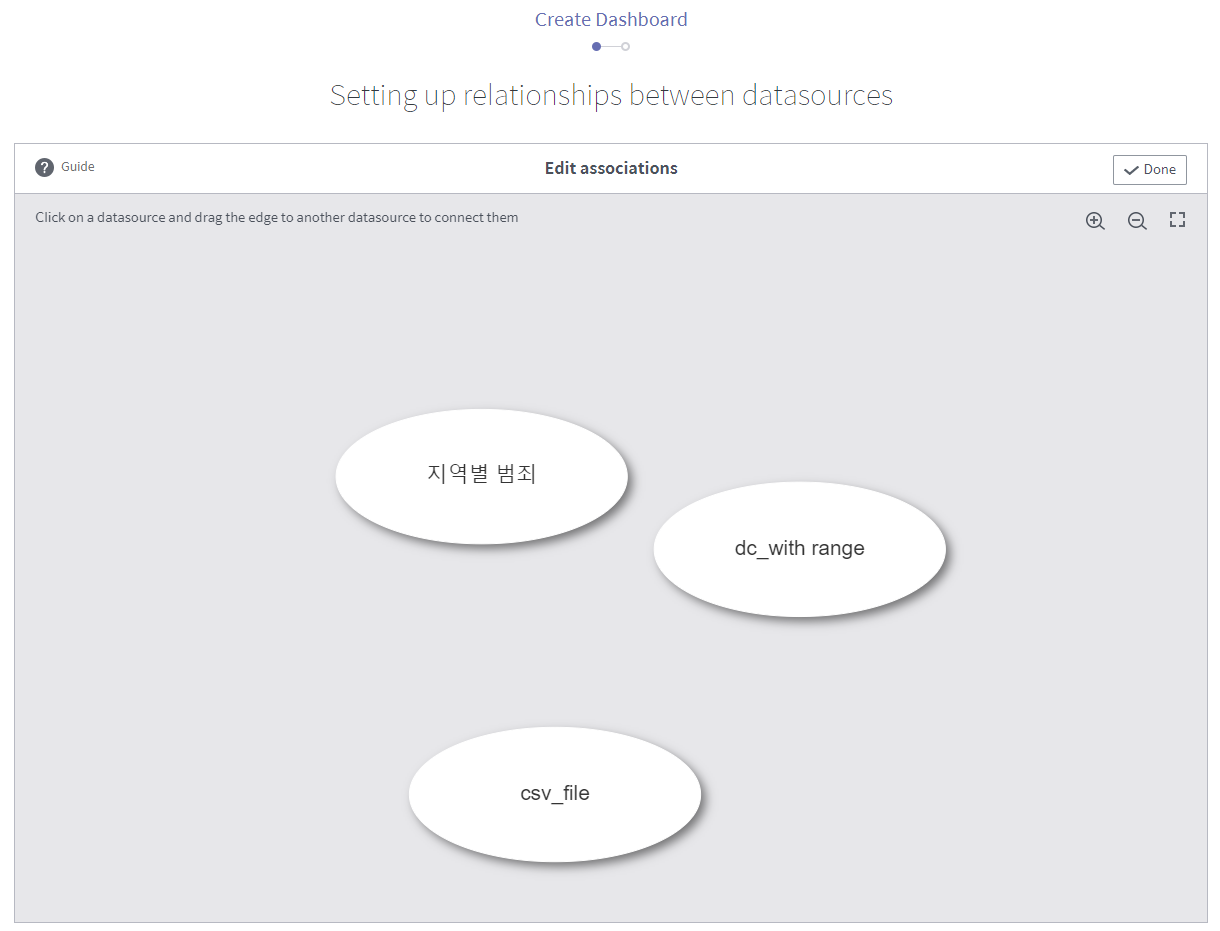 Create Dashboard
Setting up relationships between datasources
? Guide
Edit associations
Done
Click on a datasource and drag the edge to another datasource to connect them
지역별 범죄
dc_with range
csv_file